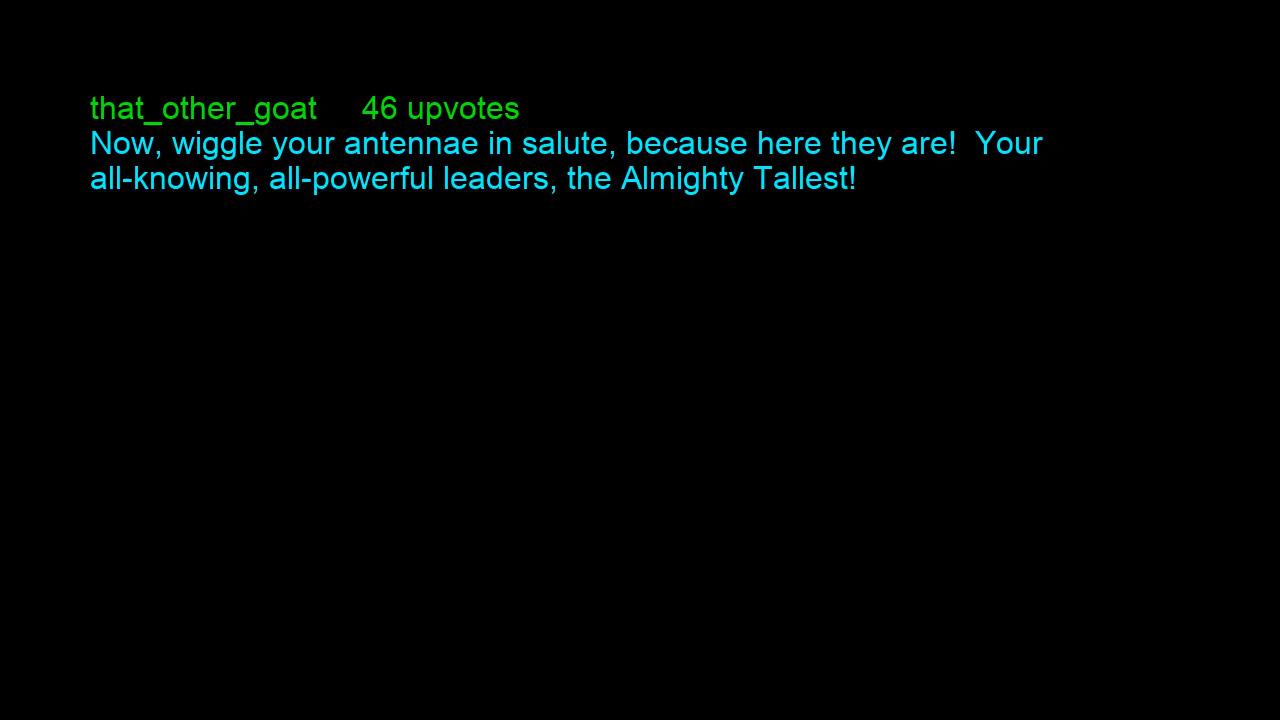 that_other_goat     46 upvotes
Now, wiggle your antennae in salute, because here they are!  Your
all-knowing, all-powerful leaders, the Almighty Tallest!